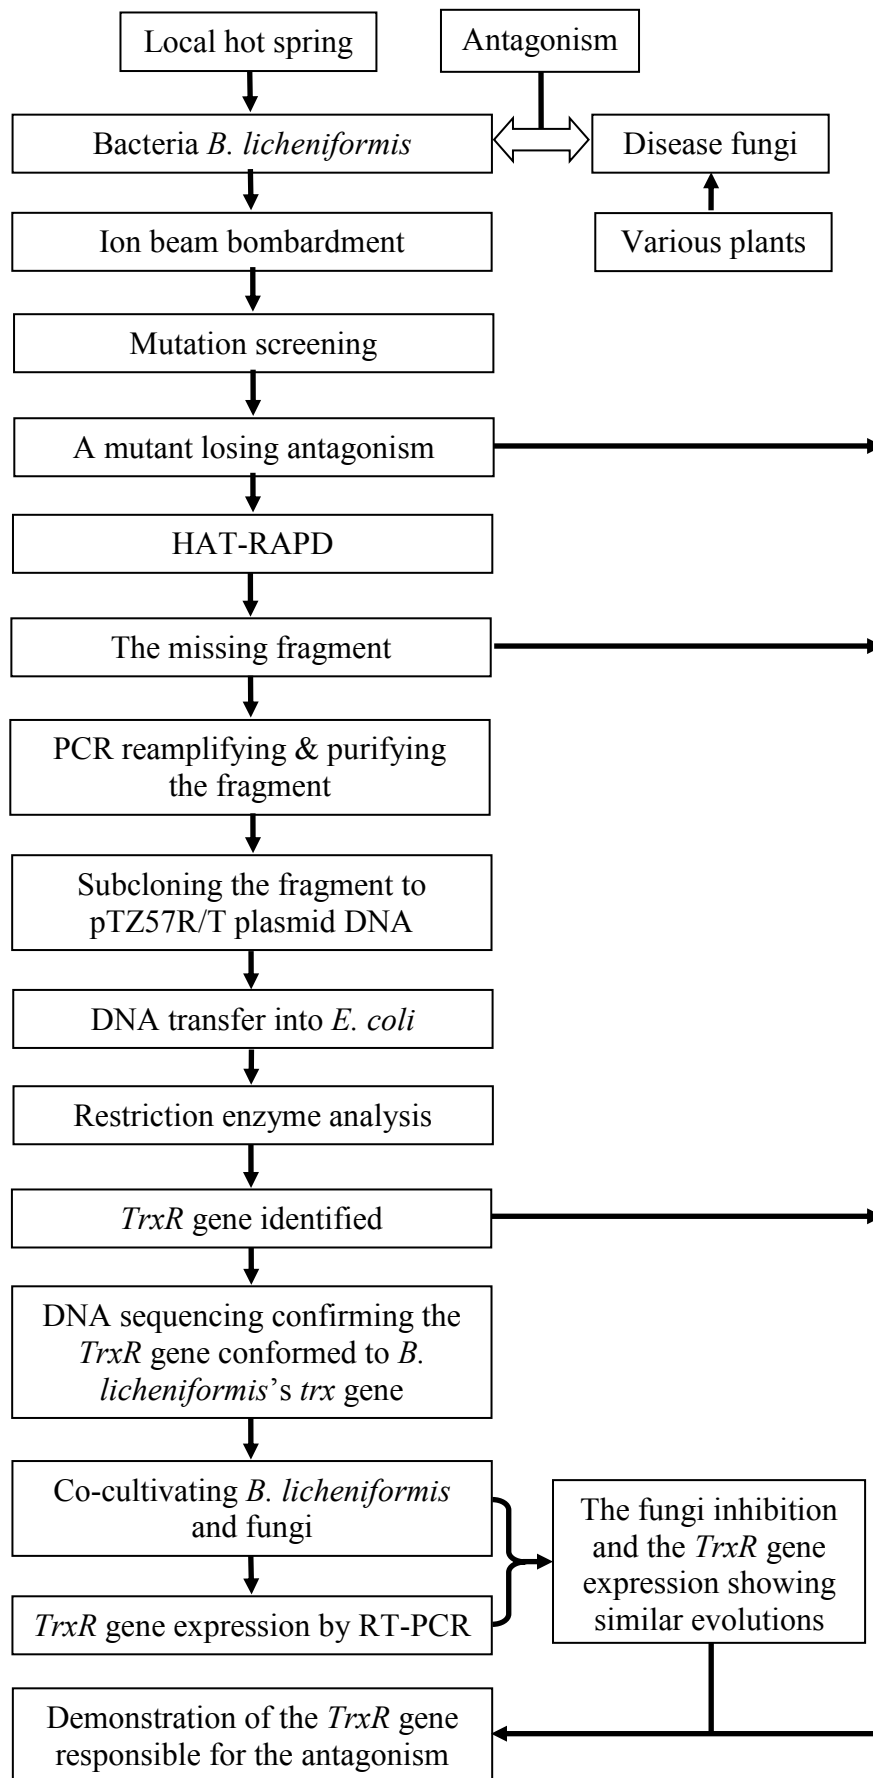 Local hot spring
Antagonism
Bacteria B. licheniformis
Disease fungi
Ion beam bombardment
Various plants
Mutation screening
A mutant losing antagonism
HAT-RAPD
The missing fragment
PCR reamplifying & purifying
the fragment
Subcloning the fragment to
pTZ57R/T plasmid DNA
DNA transfer into E. coli
Restriction enzyme analysis
TrxR gene identified
DNA sequencing confirming the
TrxR gene conformed to B.
licheniformis’s trx gene
Co-cultivating B. licheniformis
and fungi
The fungi inhibition
and the TrxR gene
expression showing
similar evolutions
TrxR gene expression by RT-PCR
Demonstration of the TrxR gene
responsible for the antagonism